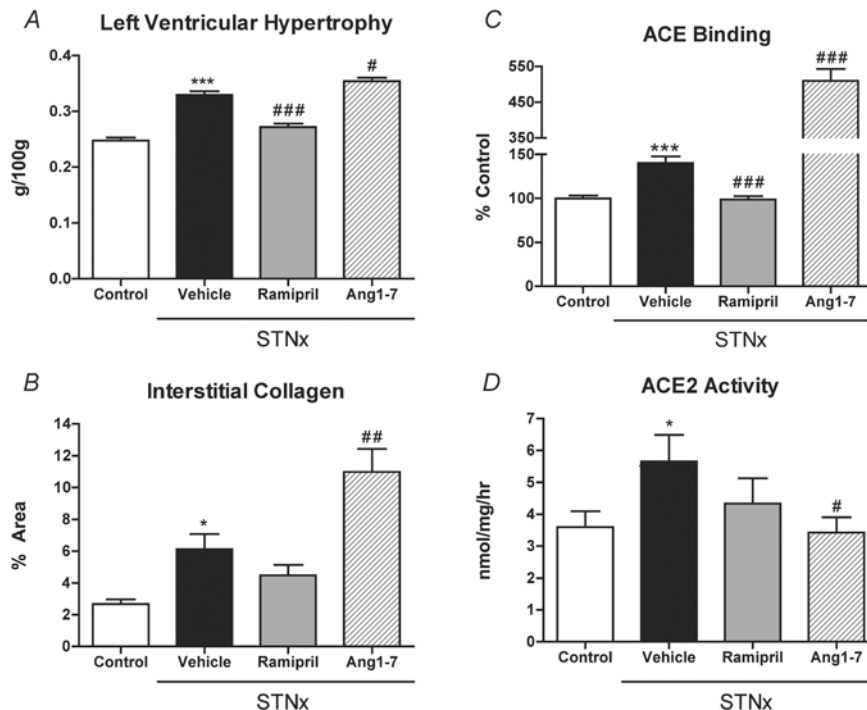 A
Left Ventricular Hypertrophy
g/100g
0.4
0.3
0.2
0.1
0.0
***
###
#
Control
Vehicle
Ramipril
Ang1-7
STNx
B
Interstitial Collagen
% Area
14
12
10
8
6
4
2
0
*
##
Control
Vehicle
Ramipril
Ang1-7
STNx
C
ACE Binding
% Control
550
450
350
150
100
50
0
***
###
###
Control
Vehicle
Ramipril
Ang1-7
STNx
D
ACE2 Activity
nmol/mg/hr
7
6
5
4
3
2
1
0
*
#
Control
Vehicle
Ramipril
Ang1-7
STNx